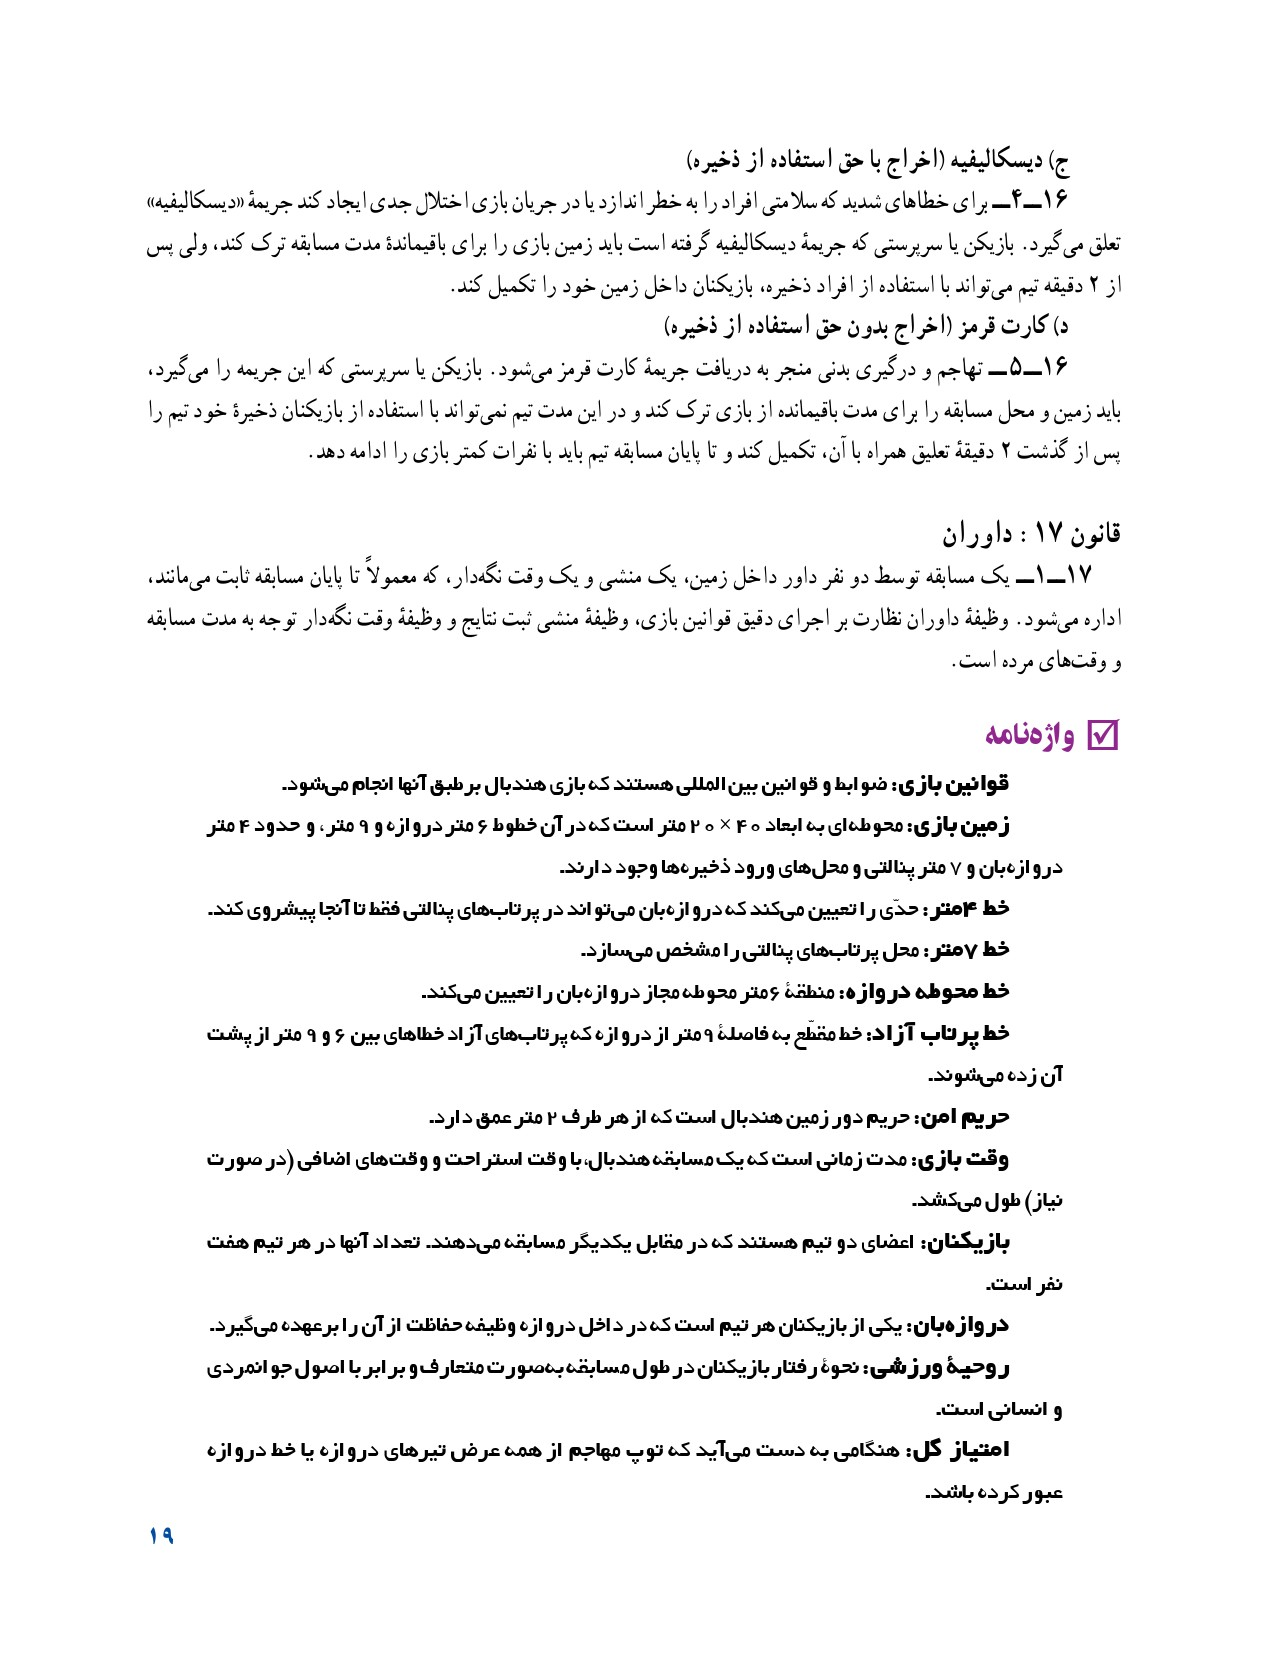 ج) دیسکالیفیه (اخراج با حق استفاده از ذخیره)
۱۶ــ۴ــ برای خطاهای شدید که سلامتی افراد را به خطر اندازد یا در جریان بازی اختلال جدی ایجاد کند جریمهٔ «دیسکالیفیه»
تعلق می‌گیرد. بازیکن یا سرپرستی که جریمهٔ دیسکالیفیه گرفته است باید زمین بازی را برای باقیماندهٔ مدت مسابقه ترک کند، ولی پس
از ۲ دقیقه تیم می‌تواند با استفاده از افراد ذخیره، بازیکنان داخل زمین خود را تکمیل کند.
د) کارت قرمز (اخراج بدون حق استفاده از ذخیره)
۱۶ــ۵ــ تهاجم و درگیری بدنی منجر به دریافت جریمهٔ کارت قرمز می‌شود. بازیکن یا سرپرستی که این جریمه را می‌گیرد،
باید زمین و محل مسابقه را برای مدت باقیمانده از بازی ترک کند و در این مدت تیم نمی‌تواند با استفاده از بازیکنان ذخیرهٔ خود تیم را
پس از گذشت ۲ دقیقهٔ تعلیق همراه با آن، تکمیل کند و تا پایان مسابقه تیم باید با نفرات کمتر بازی را ادامه دهد.
قانون ۱۷ : داوران
۱۷ــ۱ــ یک مسابقه توسط دو نفر داور داخل زمین، یک منشی و یک وقت نگه‌دار، که معمولاً تا پایان مسابقه ثابت می‌مانند،
اداره می‌شود. وظیفهٔ داوران نظارت بر اجرای دقیق قوانین بازی، وظیفهٔ منشی ثبت نتایج و وظیفهٔ وقت نگه‌دار توجه به مدت مسابقه
و وقت‌های مرده است.
☑ واژه‌نامه
قوانین بازی: ضوابط و قوانین بین‌المللی هستند که بازی هندبال برطبق آنها انجام می‌شود.
زمین بازی: محوطه‌ای به ابعاد ۴۰ × ۲۰ متر است که در آن خطوط ۶ متر دروازه و ۹ متر، و حدود ۴ متر
دروازه‌بان و ۷ متر پنالتی و محل‌های ورود ذخیره‌ها وجود دارند.
خط ۴متر: حدّی را تعیین می‌کند که دروازه‌بان می‌تواند در پرتاب‌های پنالتی فقط تا آنجا پیشروی کند.
خط ۷متر: محل پرتاب‌های پنالتی را مشخص می‌سازد.
خط محوطه دروازه: منطقهٔ ۶متر محوطه مجاز دروازه‌بان را تعیین می‌کند.
خط پرتاب آزاد: خط مقطّع به فاصلهٔ ۹متر از دروازه که پرتاب‌های آزاد خطاهای بین ۶ و ۹ متر از پشت
آن زده می‌شوند.
حریم امن: حریم دور زمین هندبال است که از هر طرف ۲ متر عمق دارد.
وقت بازی: مدت زمانی است که یک مسابقه هندبال،با وقت استراحت و وقت‌های اضافی (در صورت
نیاز) طول می‌کشد.
بازیکنان: اعضای دو تیم هستند که در مقابل یکدیگر مسابقه می‌دهند. تعداد آنها در هر تیم هفت
نفر است.
دروازه‌بان: یکی از بازیکنان هر تیم است که در داخل دروازه وظیفه حفاظت از آن را برعهده می‌گیرد.
روحیهٔ ورزشی: نحوهٔ رفتار بازیکنان در طول مسابقه به‌صورت متعارف و برابر با اصول جوانمردی
و انسانی است.
امتیاز گل: هنگامی به دست می‌آید که توپ مهاجم از همه عرض تیرهای دروازه یا خط دروازه
عبور کرده باشد.
۱۹